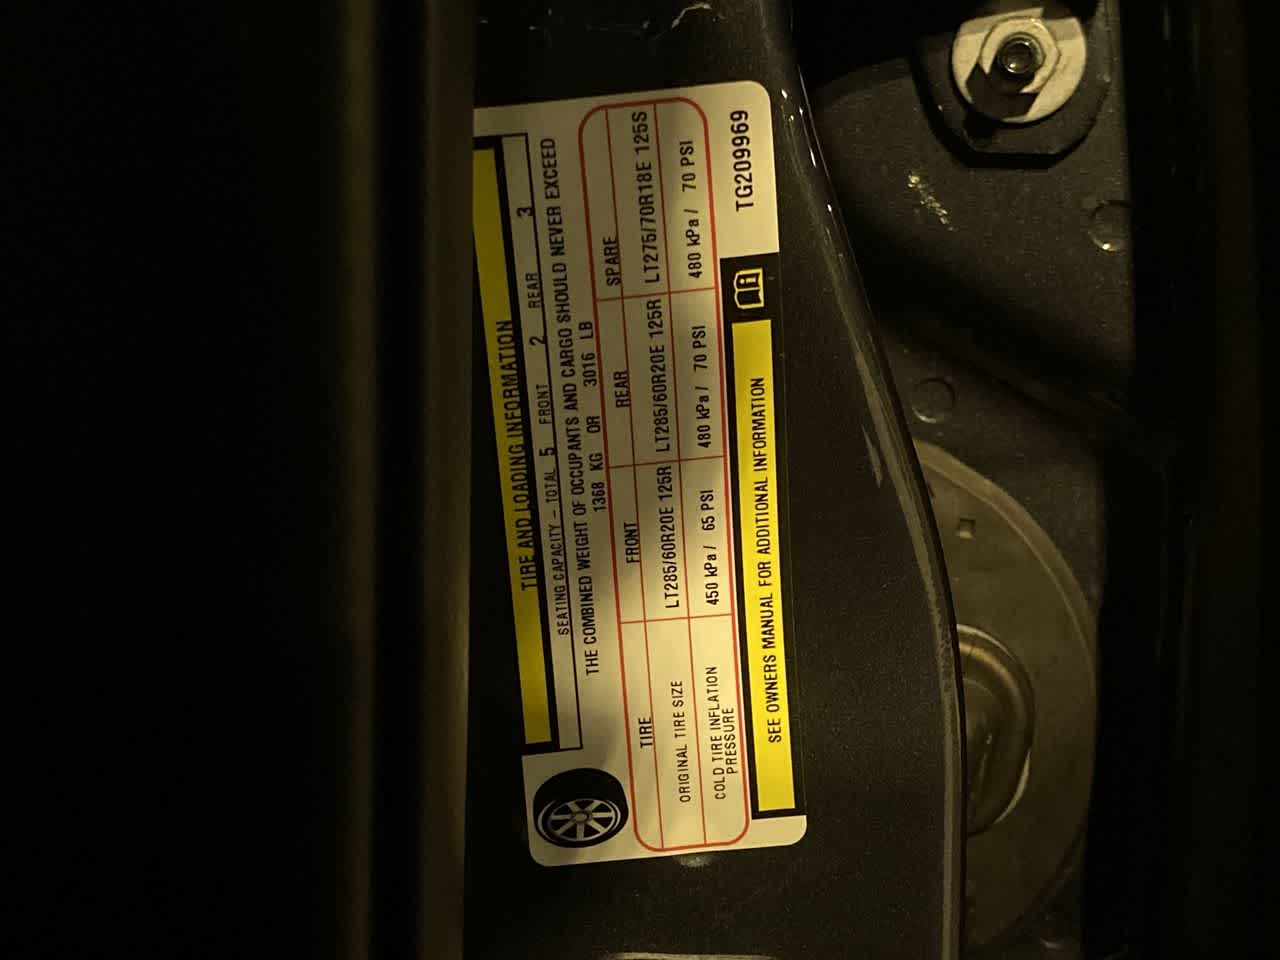 TIRE AND LOADING INFORMATION
SEATING CAPACITY – TOTAL 5 FRONT 2 REAR 3
THE COMBINED WEIGHT OF OCCUPANTS AND CARGO SHOULD NEVER EXCEED
1368 KG OR 3016 LB
TIRE FRONT REAR SPARE
ORIGINAL TIRE SIZE LT285/60R20E 125R LT285/60R20E 125R LT275/70R18E 125S
COLD TIRE INFLATION PRESSURE 450 kPa / 65 PSI 480 kPa / 70 PSI 480 kPa / 70 PSI
SEE OWNERS MANUAL FOR ADDITIONAL INFORMATION
TG209969